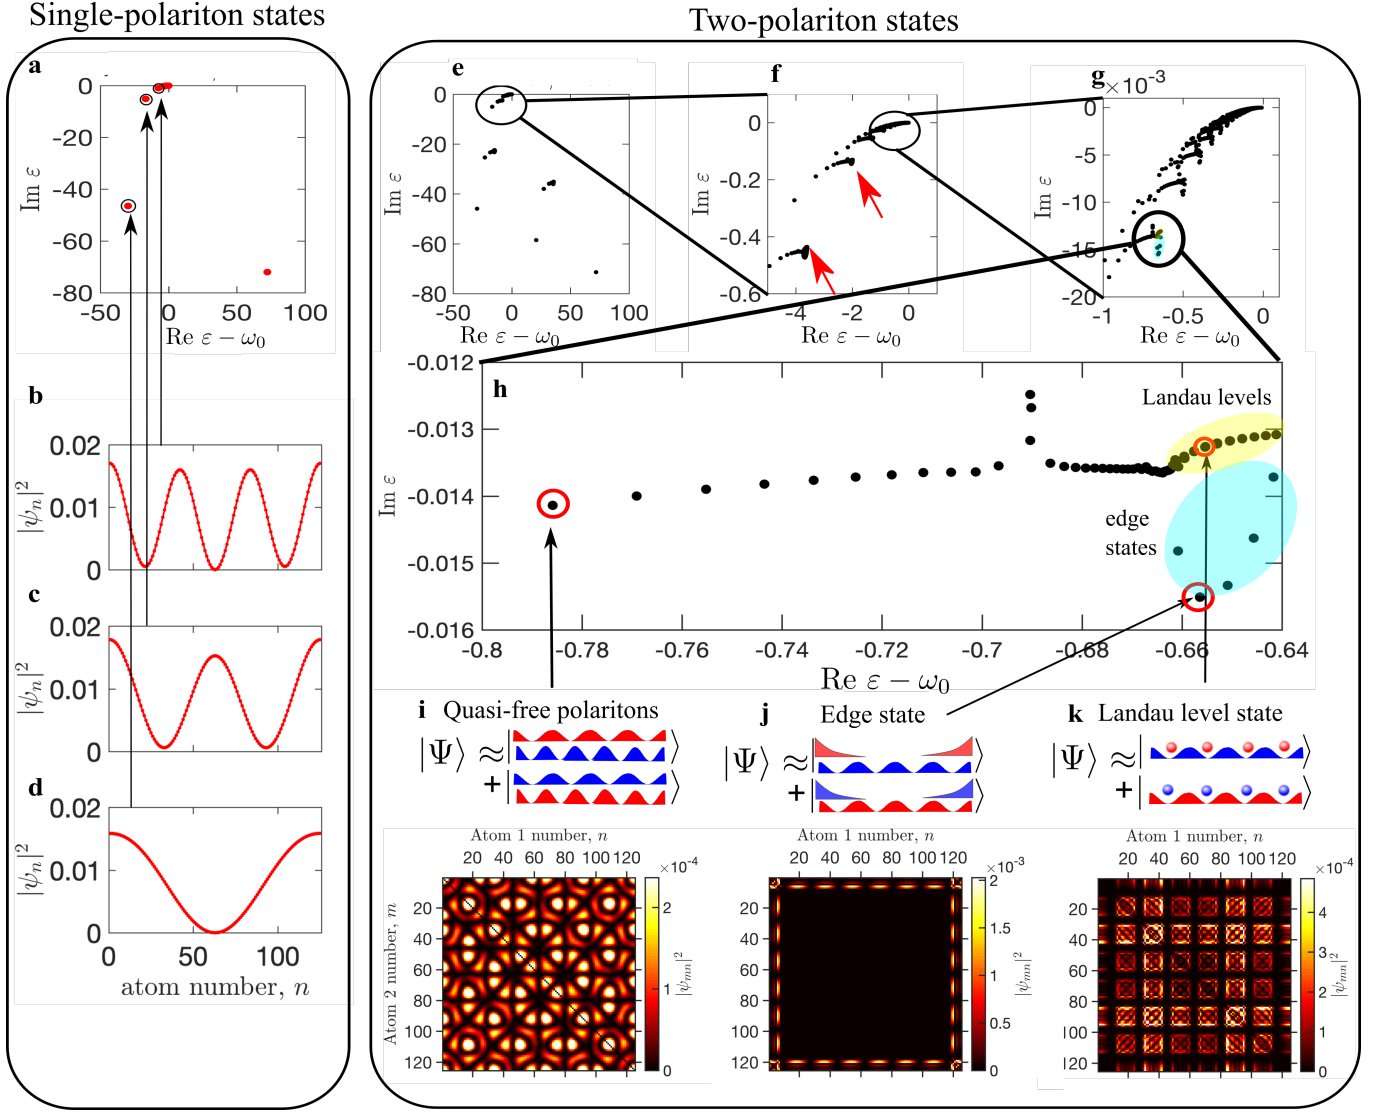 Single-polariton states
Two-polariton states
a
0
-20
-40
-60
-80
-50
0
50
100
Im ε
Re ε − ω₀
b
0.02
0.01
0
|ψₙ|²
c
0.02
0.01
0
|ψₙ|²
d
0.02
0.01
0
|ψₙ|²
0
50
100
atom number, n
e
0
-20
-40
-60
-80
-50
0
50
100
Im ε
Re ε − ω₀
f
0
-0.2
-0.4
-0.6
-4
-2
0
Im ε
Re ε − ω₀
g
×10⁻³
0
-5
-10
-15
-20
-1
-0.5
0
Im ε
Re ε − ω₀
h
-0.012
-0.013
-0.014
-0.015
-0.016
-0.8
-0.78
-0.76
-0.74
-0.72
-0.7
-0.68
-0.66
-0.64
Im ε
Re ε − ω₀
Landau levels
edge
states
i Quasi-free polaritons
|Ψ⟩ ≈| ⟩
+| ⟩
j Edge state
|Ψ⟩ ≈| ⟩
+| ⟩
k Landau level state
|Ψ⟩ ≈| ⟩
+| ⟩
Atom 1 number, n
20 40 60 80 100 120
×10⁻⁴
20
40
60
80
100
120
Atom 2 number, m
2
1
0
|ψₘₙ|²
Atom 1 number, n
20 40 60 80 100 120
×10⁻³
20
40
60
80
100
120
2
1.5
1
0.5
0
|ψₘₙ|²
Atom 1 number, n
20 40 60 80 100 120
×10⁻⁴
20
40
60
80
100
120
4
3
2
1
0
|ψₘₙ|²